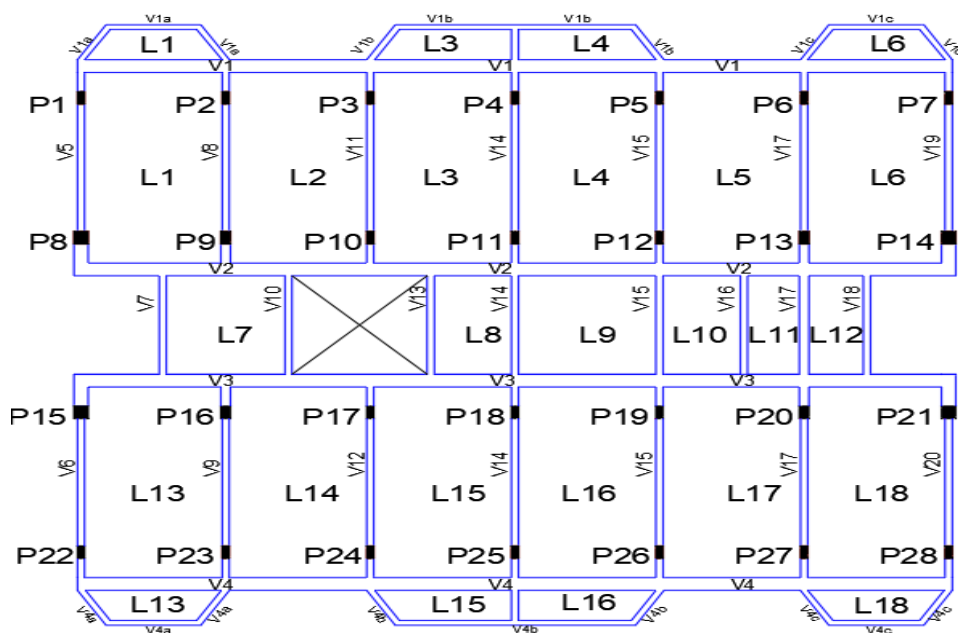 V1a V1b V1b V1c
V1a L1 V1a V1b L3 L4 V1b V1c L6 V1c
V1 V1 V1
P1 P2 P3 P4 P5 P6 P7
V5 V8 V11 V14 V15 V17 V19
L1 L2 L3 L4 L5 L6
P8 P9 P10 P11 P12 P13 P14
V2 V2 V2
V7 V10 V13 V14 V15 V16 V17 V18
L7 L8 L9 L10 L11 L12
V3 V3 V3
P15 P16 P17 P18 P19 P20 P21
V6 V9 V12 V14 V15 V17 V20
L13 L14 L15 L16 L17 L18
P22 P23 P24 P25 P26 P27 P28
V4 V4 V4
V4a L13 V4a V4b L15 L16 V4b V4c L18 V4c
V4a V4b V4c